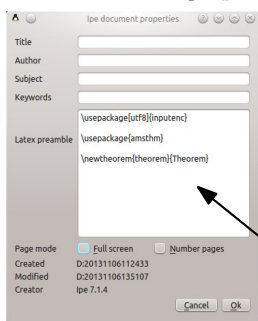 Ipe document properties
Title
Author
Subject
Keywords
Latex preamble
\usepackage[utf8]{inputenc}
\usepackage{amsthm}
\newtheorem{theorem}{Theorem}
Page mode Full screen Number pages
Created D:20131106112433
Modified D:20131106135107
Creator Ipe 7.1.4
Cancel Ok